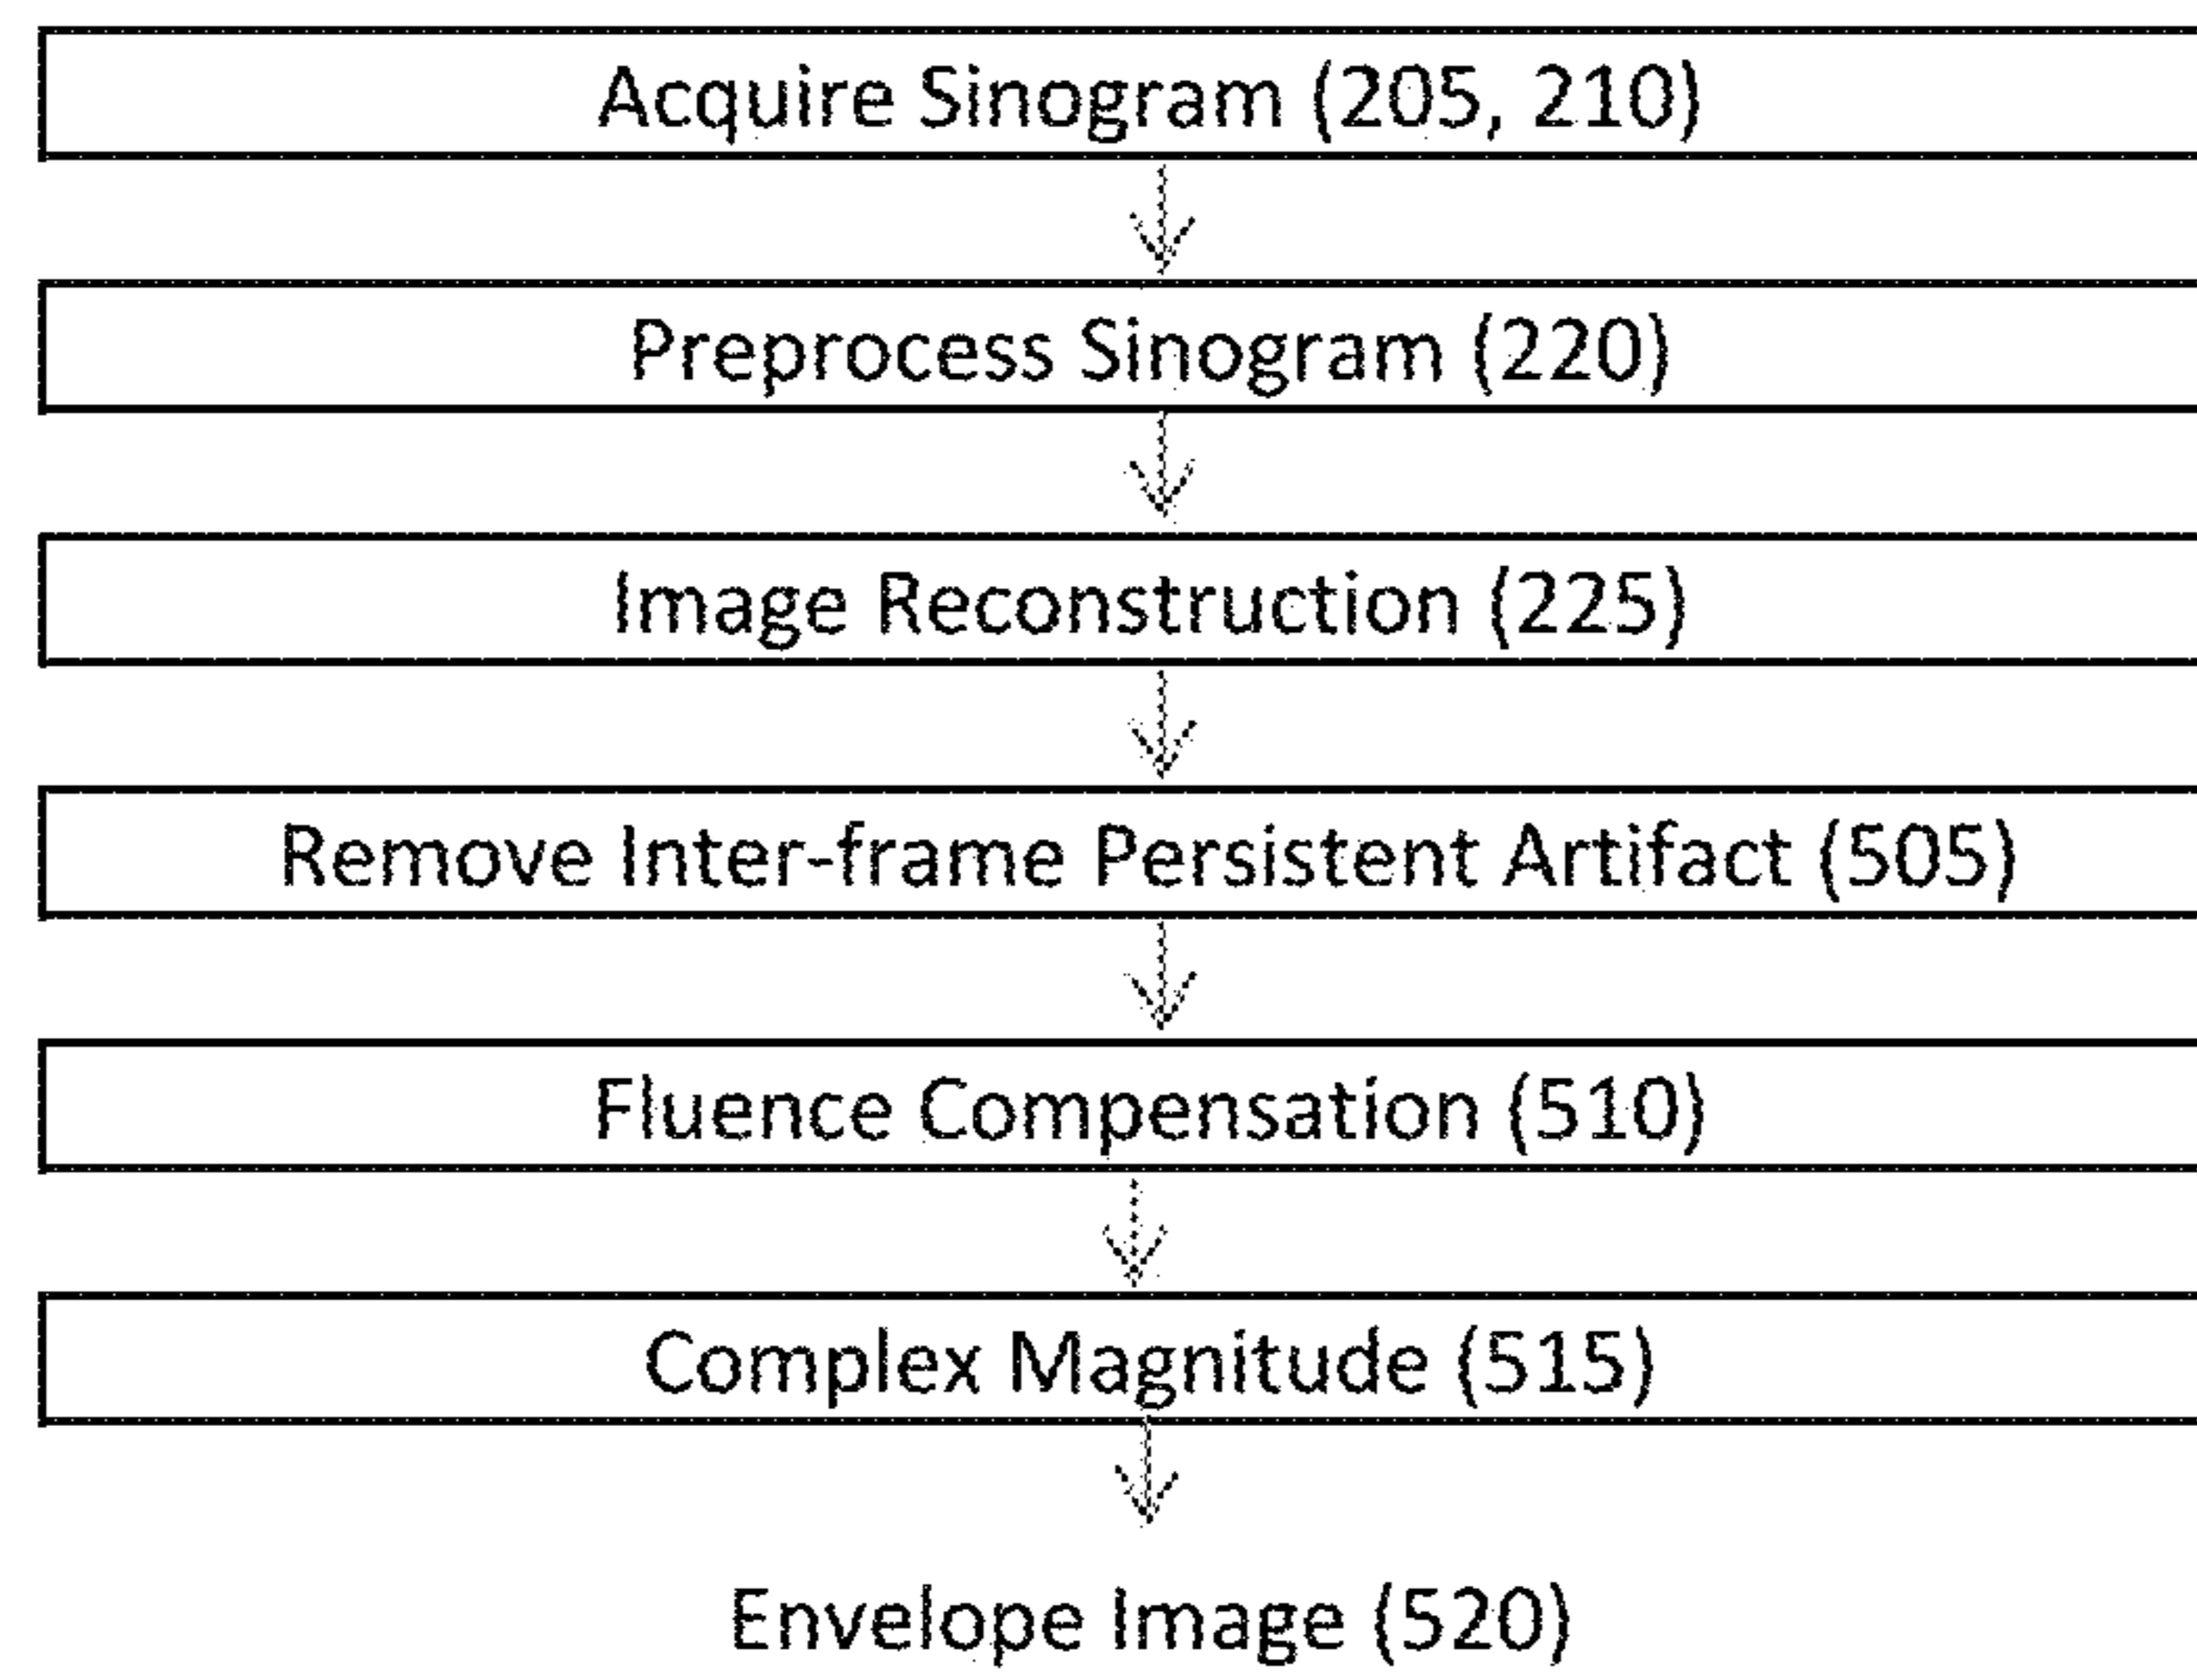 Acquire Sinogram (205, 210)
Preprocess Sinogram (220)
Image Reconstruction (225)
Remove Inter-frame Persistent Artifact (505)
Fluence Compensation (510)
Complex Magnitude (515)
Envelope Image (520)